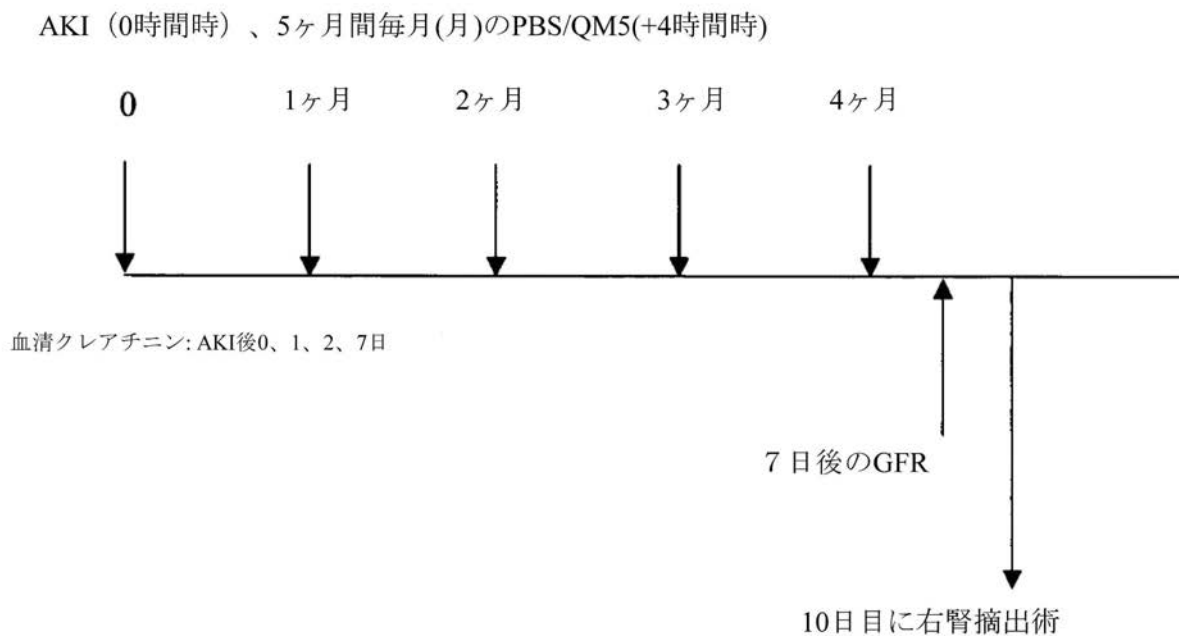 AKI（0時間時）、5ヶ月間毎月(月)のPBS/QM5(+4時間時)
0 1ヶ月 2ヶ月 3ヶ月 4ヶ月
血清クレアチニン: AKI後0、1、2、7日
７日後のGFR
10日目に右腎摘出術